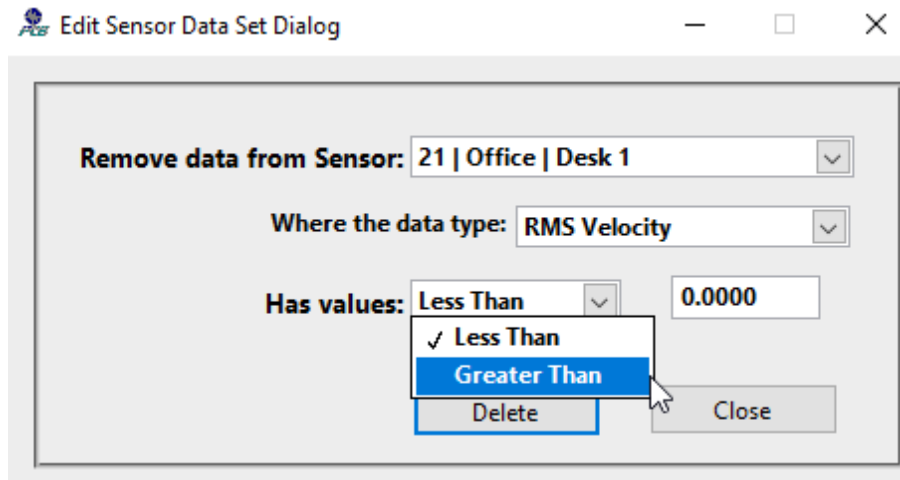 PCB Edit Sensor Data Set Dialog
Remove data from Sensor: 21 | Office | Desk 1
Where the data type: RMS Velocity
Has values: Less Than 0.0000
✓ Less Than
Greater Than
Delete Close